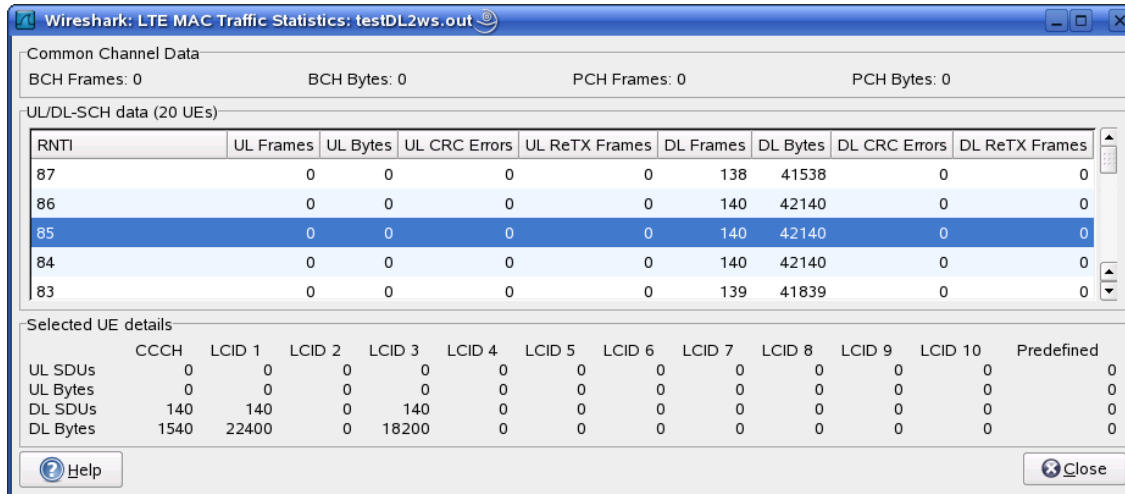 Wireshark: LTE MAC Traffic Statistics: testDL2ws.out
Common Channel Data
BCH Frames: 0 BCH Bytes: 0 PCH Frames: 0 PCH Bytes: 0
UL/DL-SCH data (20 UEs)
RNTI UL Frames UL Bytes UL CRC Errors UL ReTX Frames DL Frames DL Bytes DL CRC Errors DL ReTX Frames
87 0 0 0 0 138 41538 0 0
86 0 0 0 0 140 42140 0 0
85 0 0 0 0 140 42140 0 0
84 0 0 0 0 140 42140 0 0
83 0 0 0 0 139 41839 0 0
Selected UE details
CCCH LCID 1 LCID 2 LCID 3 LCID 4 LCID 5 LCID 6 LCID 7 LCID 8 LCID 9 LCID 10 Predefined
UL SDUs 0 0 0 0 0 0 0 0 0 0 0 0
UL Bytes 0 0 0 0 0 0 0 0 0 0 0 0
DL SDUs 140 140 0 140 0 0 0 0 0 0 0 0
DL Bytes 1540 22400 0 18200 0 0 0 0 0 0 0 0
Help Close